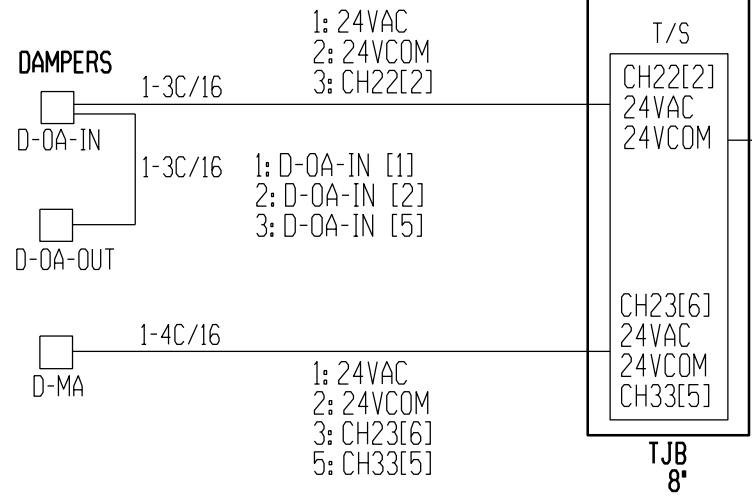 1: 24VAC
2: 24VCOM
3: CH22[2]
T/S
DAMPERS
1-3C/16
CH22[2]
24VAC
24VCOM
D-OA-IN
1-3C/16
1: D-OA-IN [1]
2: D-OA-IN [2]
3: D-OA-IN [5]
D-OA-OUT
1-4C/16
CH23[6]
24VAC
24VCOM
CH33[5]
D-MA
1: 24VAC
2: 24VCOM
3: CH23[6]
5: CH33[5]
TJB
8"